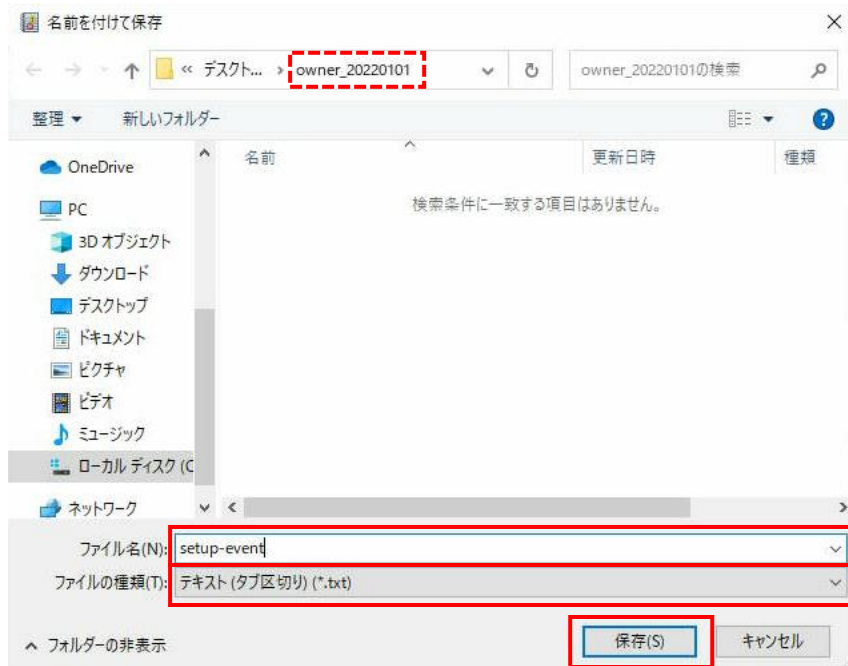 名前を付けて保存
« デスクト... › owner_20220101
owner_20220101の検索
整理 新しいフォルダー
名前 更新日時 種類
検索条件に一致する項目はありません。
OneDrive
PC
3D オブジェクト
ダウンロード
デスクトップ
ドキュメント
ピクチャ
ビデオ
ミュージック
ローカル ディスク (C
ネットワーク
ファイル名(N): setup-event
ファイルの種類(T): テキスト (タブ区切り) (*.txt)
フォルダーの非表示
保存(S) キャンセル